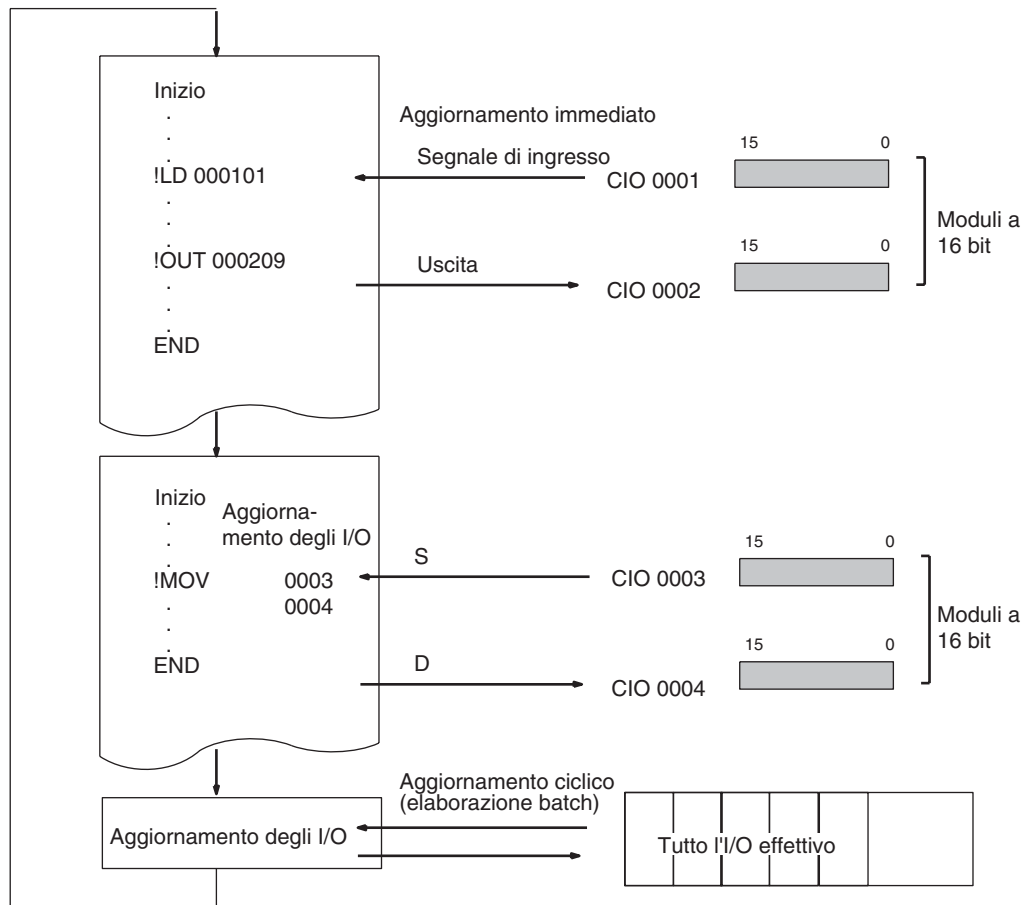 Inizio
.
.
.
Aggiornamento immediato
15 0
Segnale di ingresso
!LD 000101
CIO 0001
.
.
.
Moduli a
16 bit
15 0
!OUT 000209
Uscita
CIO 0002
.
.
.
END
Inizio
.
.
.
Aggiorna-
mento degli I/O
15 0
S
!MOV 0003
0004
CIO 0003
.
.
.
Moduli a
16 bit
15 0
END
D
CIO 0004
Aggiornamento ciclico
(elaborazione batch)
Aggiornamento degli I/O
Tutto l'I/O effettivo